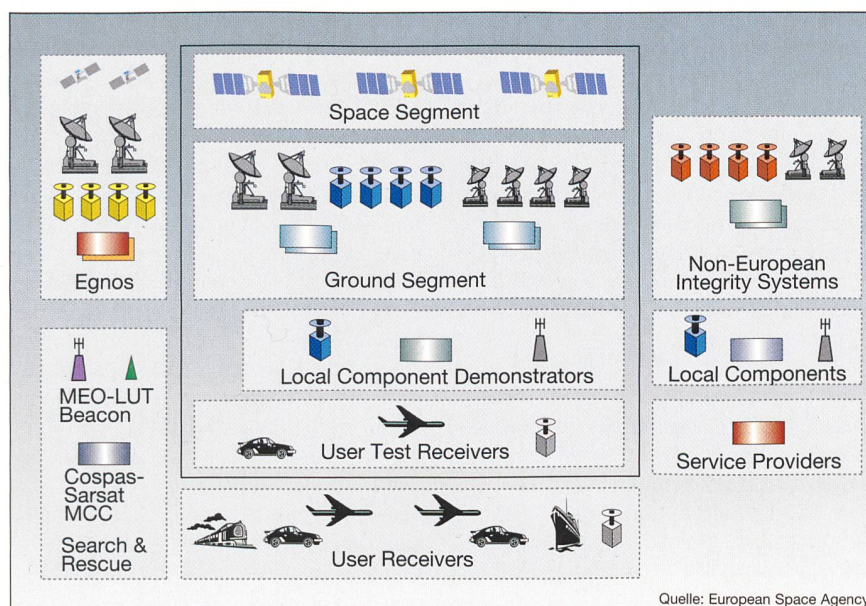 Egnos
MEO-LUT
Beacon
Cospas-
Sarsat
MCC
Search &
Rescue
Space Segment
Ground Segment
Local Component Demonstrators
User Test Receivers
User Receivers
Non-European
Integrity Systems
Local Components
Service Providers
Quelle: European Space Agency